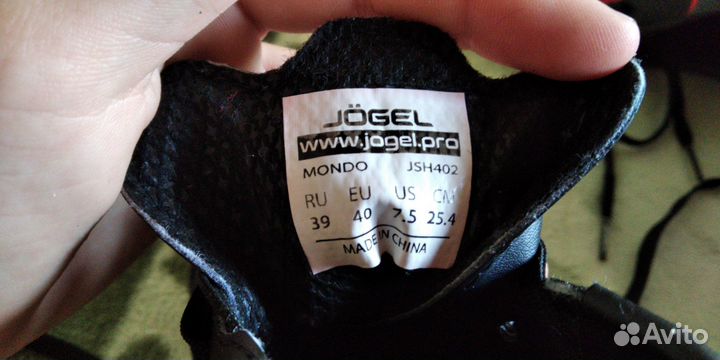 JÖGEL
www.jogel.pro
MONDO JSH402
RU EU US CM
39 40 7.5 25.4
MADE IN CHINA
Avito